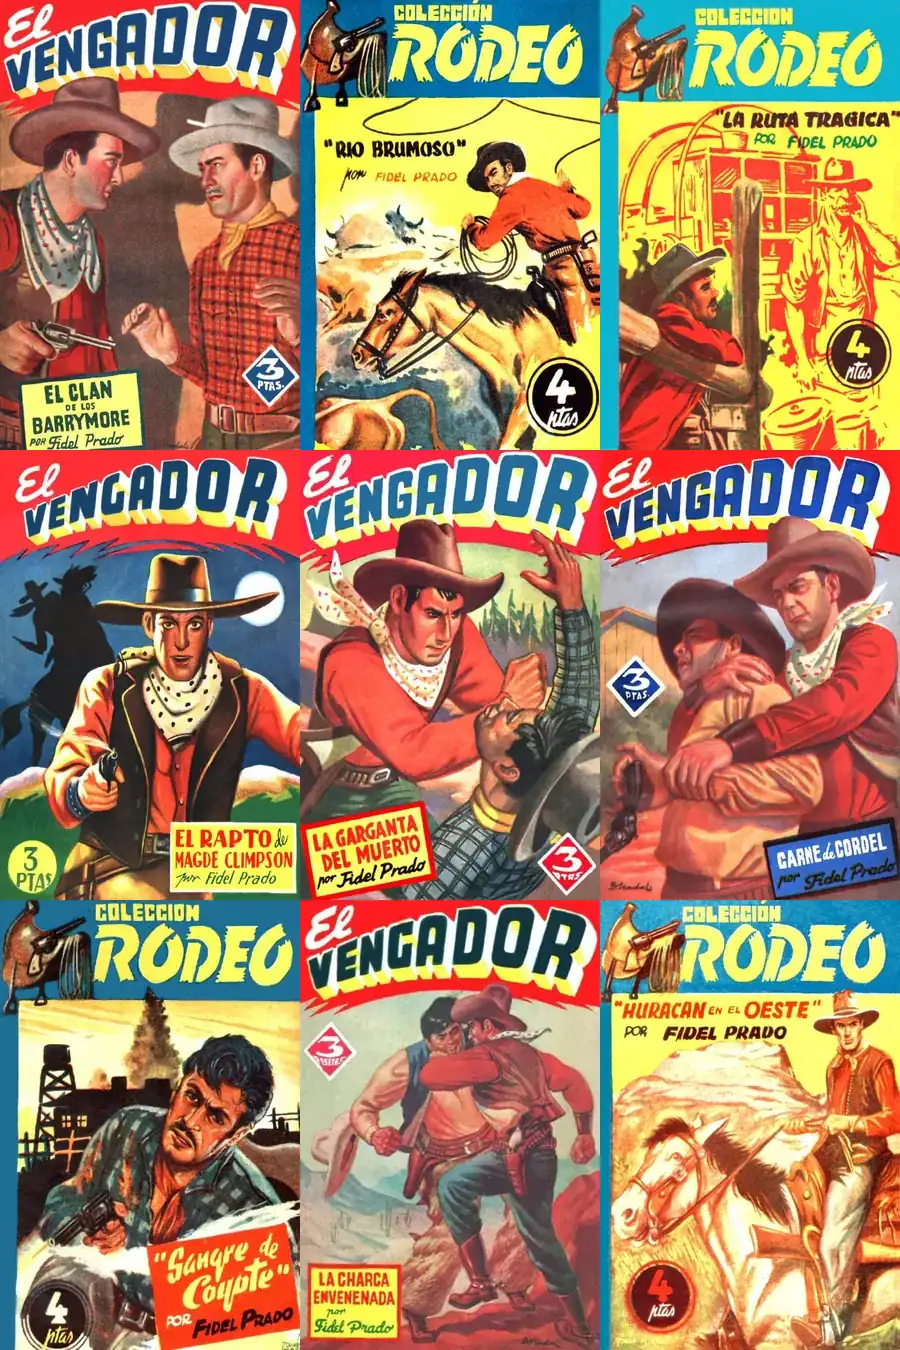 El
VENGADOR
3
PTAS.
EL CLAN
DE LOS
BARRYMORE
POR Fidel Prado
COLECCIÓN
RODEO
"RIO BRUMOSO"
por FIDEL PRADO
4
ptas
COLECCION
RODEO
"LA RUTA TRAGICA"
POR FIDEL PRADO
4
ptas
El
VENGADOR
3
PTAS
EL RAPTO de
MAGDE CLIMPSON
por Fidel Prado
El
VENGADOR
LA GARGANTA
DEL MUERTO
por Fidel Prado
3
PTAS.
El
VENGADOR
3
PTAS.
CARNE de CORDEL
por Fidel Prado
COLECCION
RODEO
"Sangre de
Coyote"
POR FIDEL PRADO
4
ptas
El
VENGADOR
3
PESETAS
LA CHARCA
ENVENENADA
por
Fidel Prado
COLECCIÓN
RODEO
"HURACAN EN EL OESTE"
POR FIDEL PRADO
4
ptas